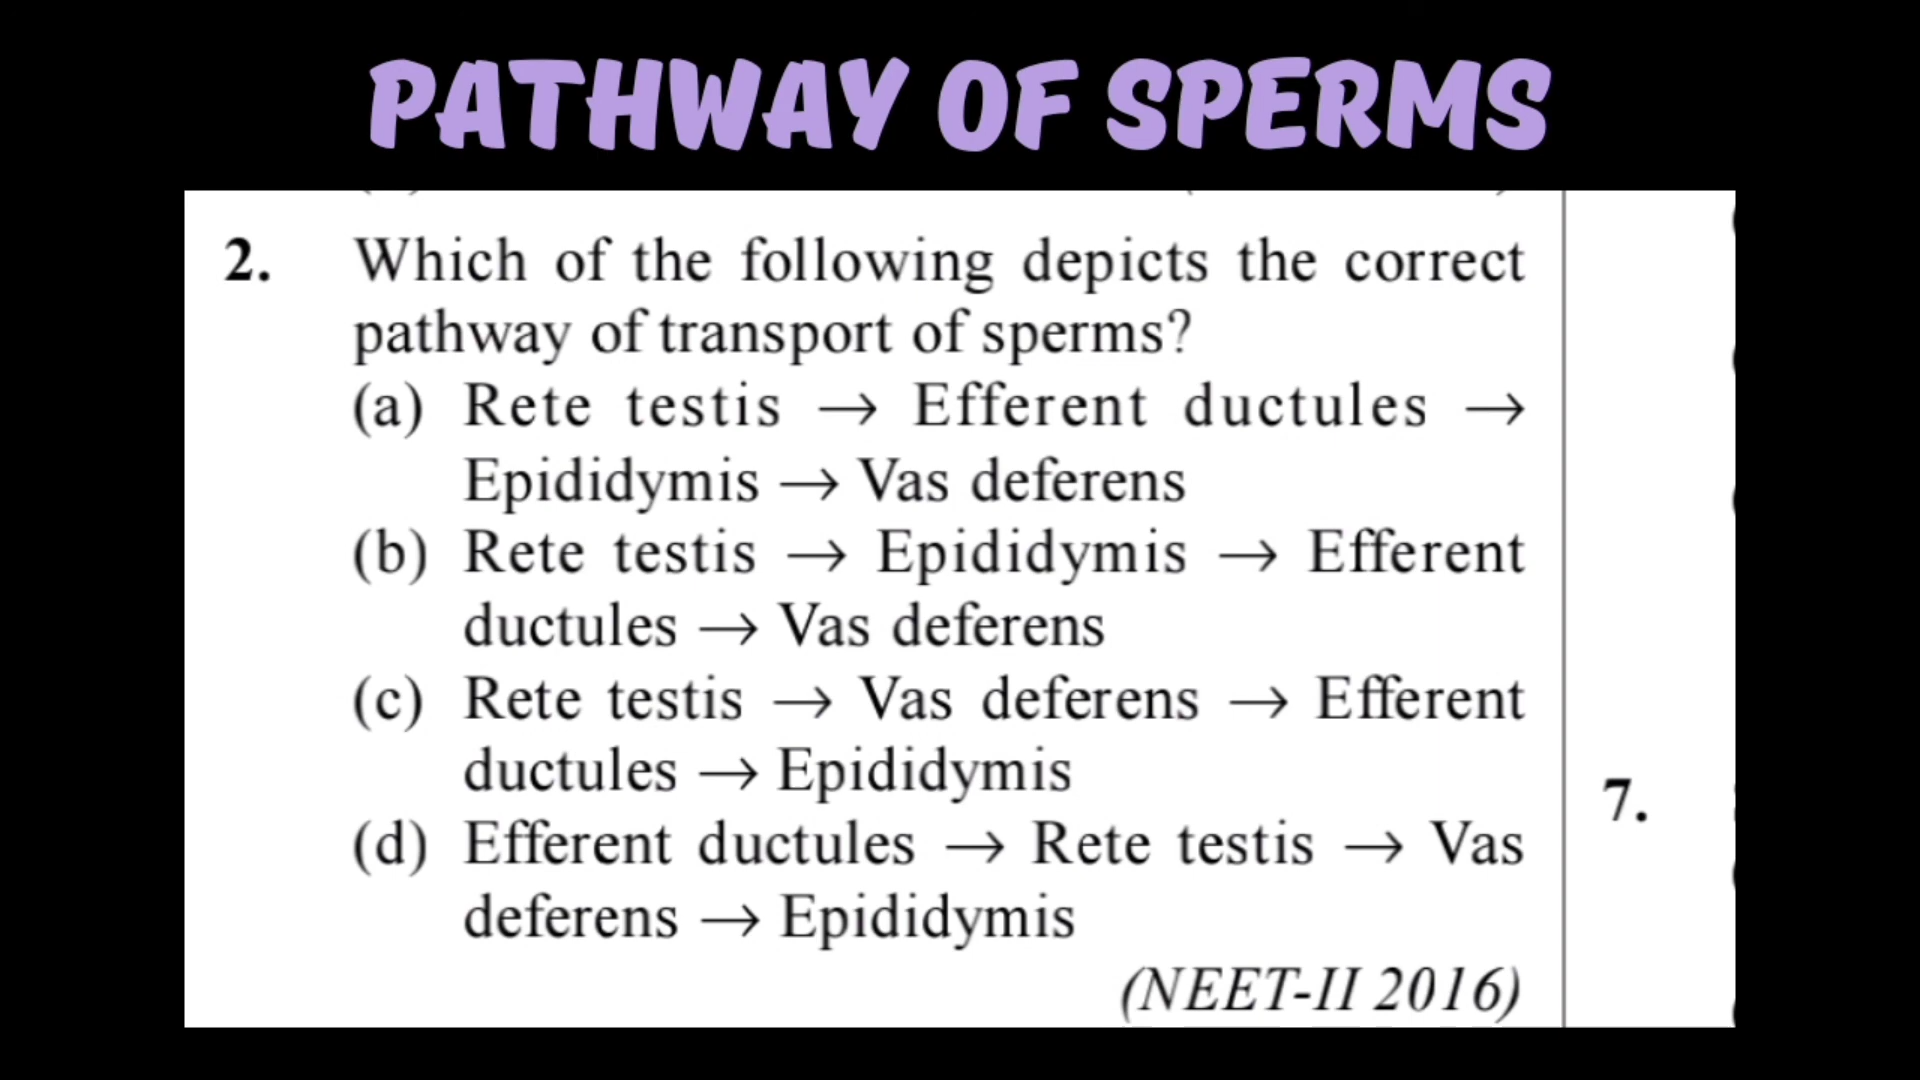 PATHWAY OF SPERMS
2. Which of the following depicts the correct
pathway of transport of sperms?
(a) Rete testis → Efferent ductules →
Epididymis → Vas deferens
(b) Rete testis → Epididymis → Efferent
ductules → Vas deferens
(c) Rete testis → Vas deferens → Efferent
ductules → Epididymis
(d) Efferent ductules → Rete testis → Vas
deferens → Epididymis
(NEET-II 2016)
7.